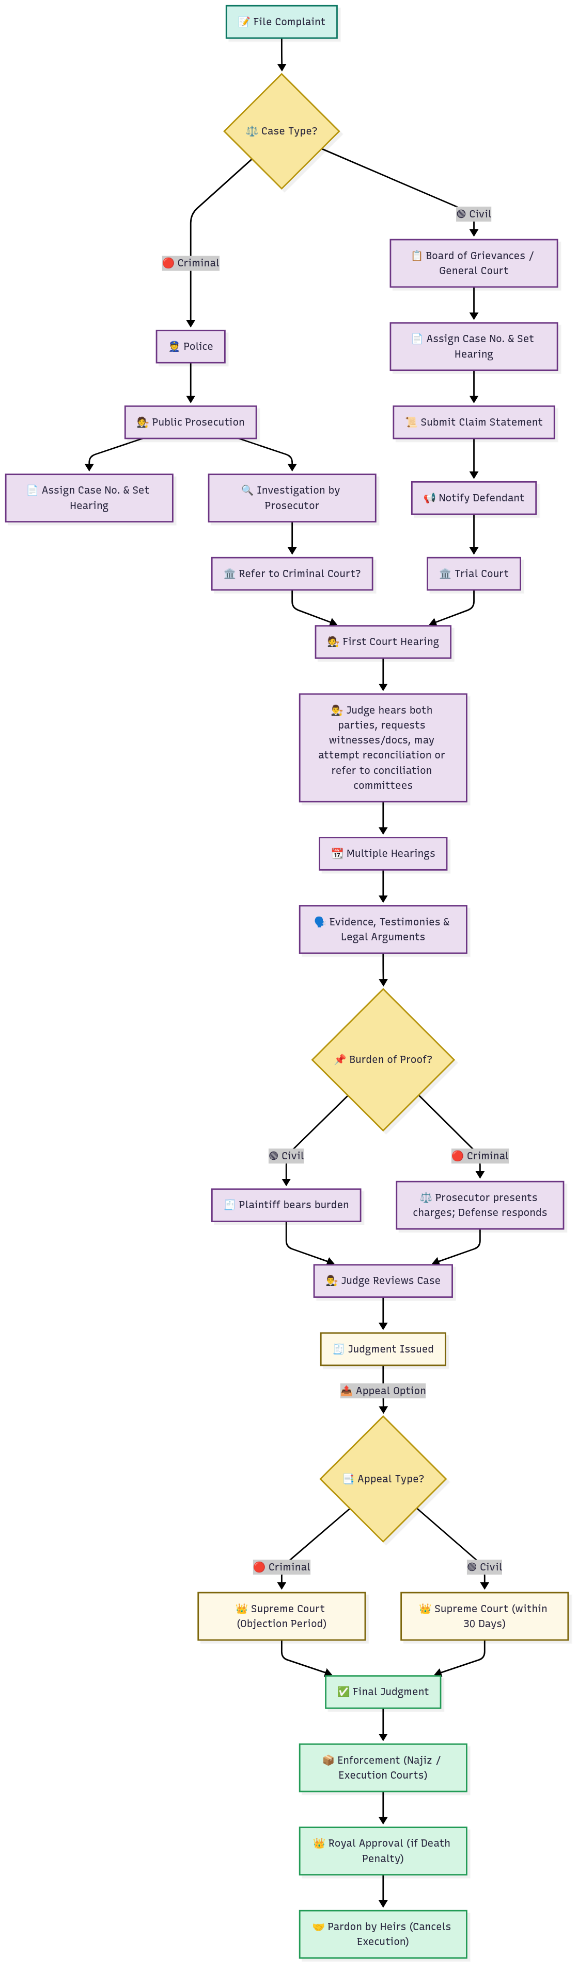 📝 File Complaint
⚖️ Case Type?
🔴 Criminal
🟢 Civil
📋 Board of Grievances /
General Court
👮 Police
📄 Assign Case No. & Set
Hearing
🧑‍⚖️ Public Prosecution
📜 Submit Claim Statement
📄 Assign Case No. & Set
Hearing
🔍 Investigation by
Prosecutor
📢 Notify Defendant
🏛️ Refer to Criminal Court?
🏛️ Trial Court
🧑‍⚖️ First Court Hearing
👨‍⚖️ Judge hears both
parties, requests
witnesses/docs, may
attempt reconciliation or
refer to conciliation
committees
📆 Multiple Hearings
🗣️ Evidence, Testimonies &
Legal Arguments
📌 Burden of Proof?
🟢 Civil
🔴 Criminal
🧾 Plaintiff bears burden
⚖️ Prosecutor presents
charges; Defense responds
👨‍⚖️ Judge Reviews Case
🧾 Judgment Issued
📤 Appeal Option
📑 Appeal Type?
🔴 Criminal
🟢 Civil
👑 Supreme Court
(Objection Period)
👑 Supreme Court (within
30 Days)
✅ Final Judgment
📦 Enforcement (Najiz /
Execution Courts)
👑 Royal Approval (if Death
Penalty)
🤝 Pardon by Heirs (Cancels
Execution)